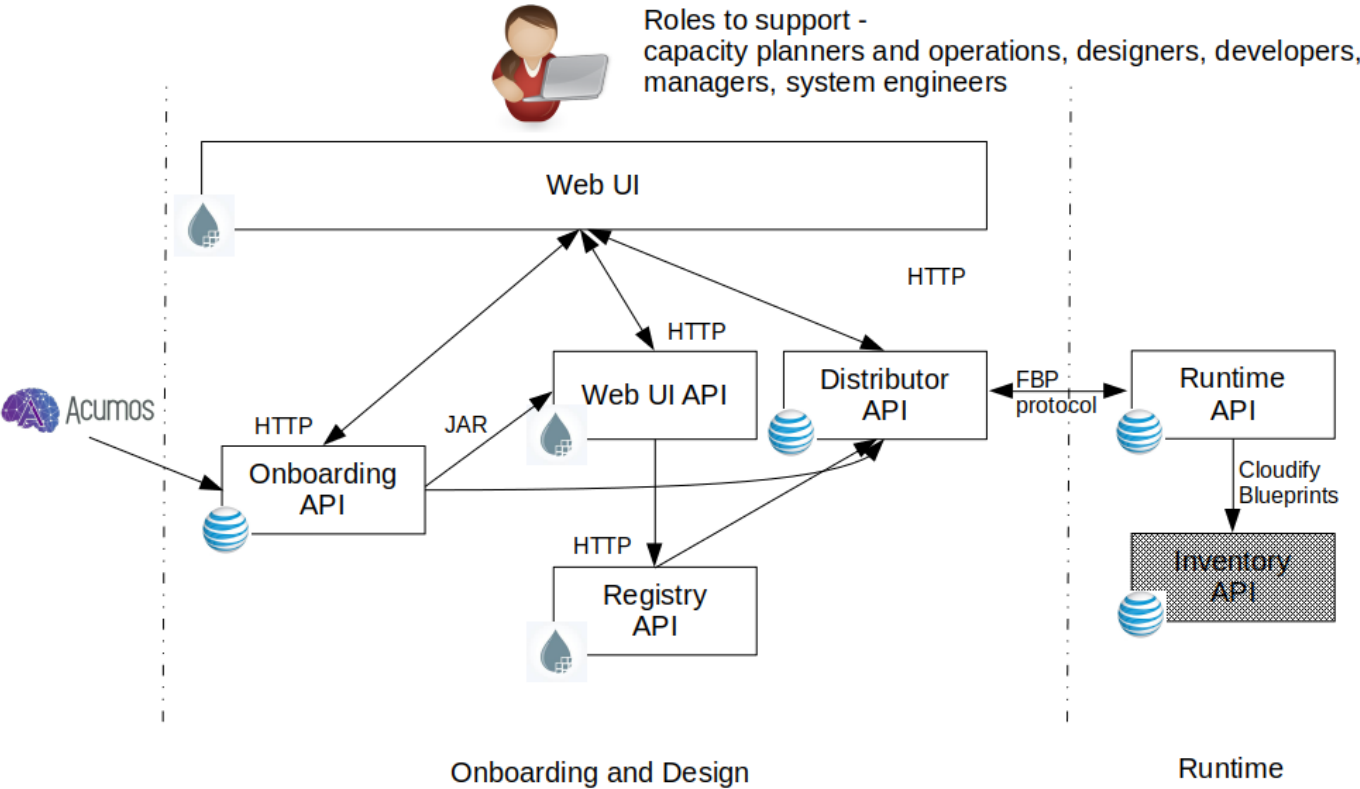 Roles to support -
capacity planners and operations, designers, developers,
managers, system engineers
Web UI
HTTP
HTTP
Web UI API
Distributor
API
FBP
protocol
Runtime
API
Acumos
HTTP
JAR
Onboarding
API
Cloudify
Blueprints
HTTP
Inventory
API
Registry
API
Onboarding and Design
Runtime